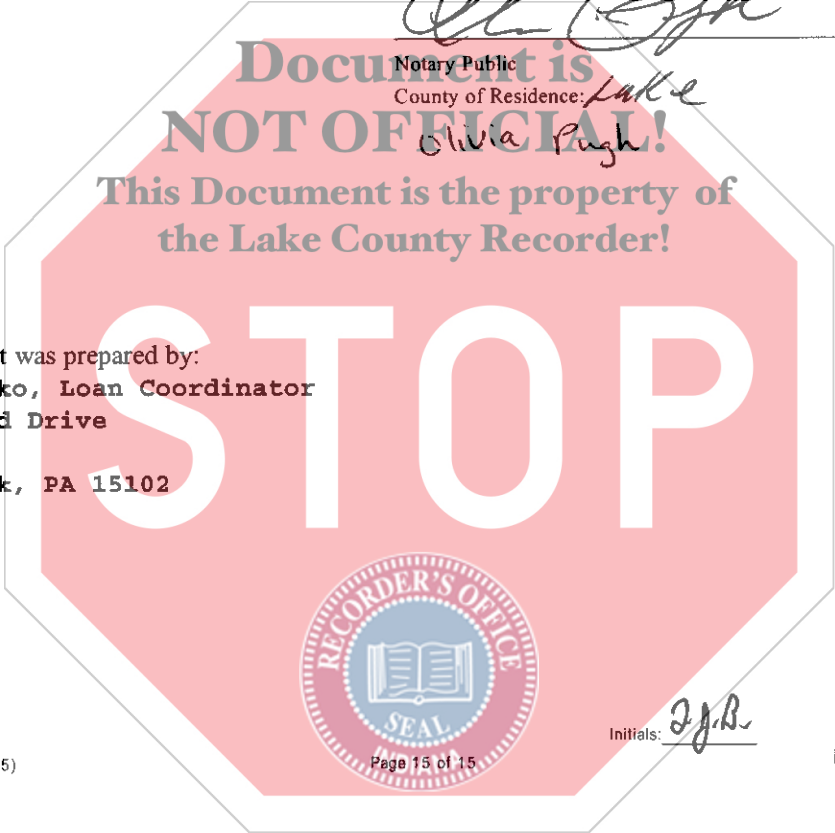 Document is
Notary Public
County of Residence: Lake
NOT OFFICIAL!
Olivia Pugh
This Document is the property of
the Lake County Recorder!
STOP
t was prepared by:
ko, Loan Coordinator
d Drive
k, PA 15102
RECORDER'S OFFICE
SEAL
INDIANA
Initials: J.B.
Page 15 of 15
5)